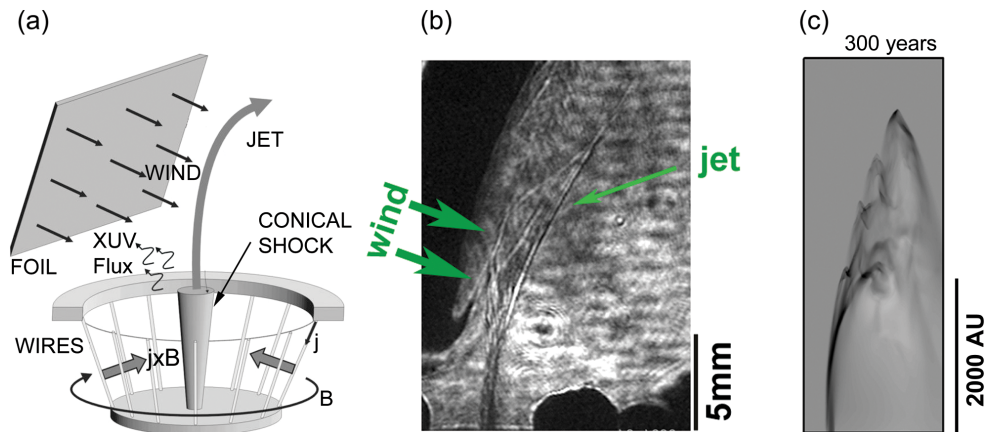 (a)
FOIL
WIND
JET
XUV
Flux
CONICAL
SHOCK
WIRES
jxB
j
B
(b)
wind
jet
5mm
(c)
300 years
2000 AU